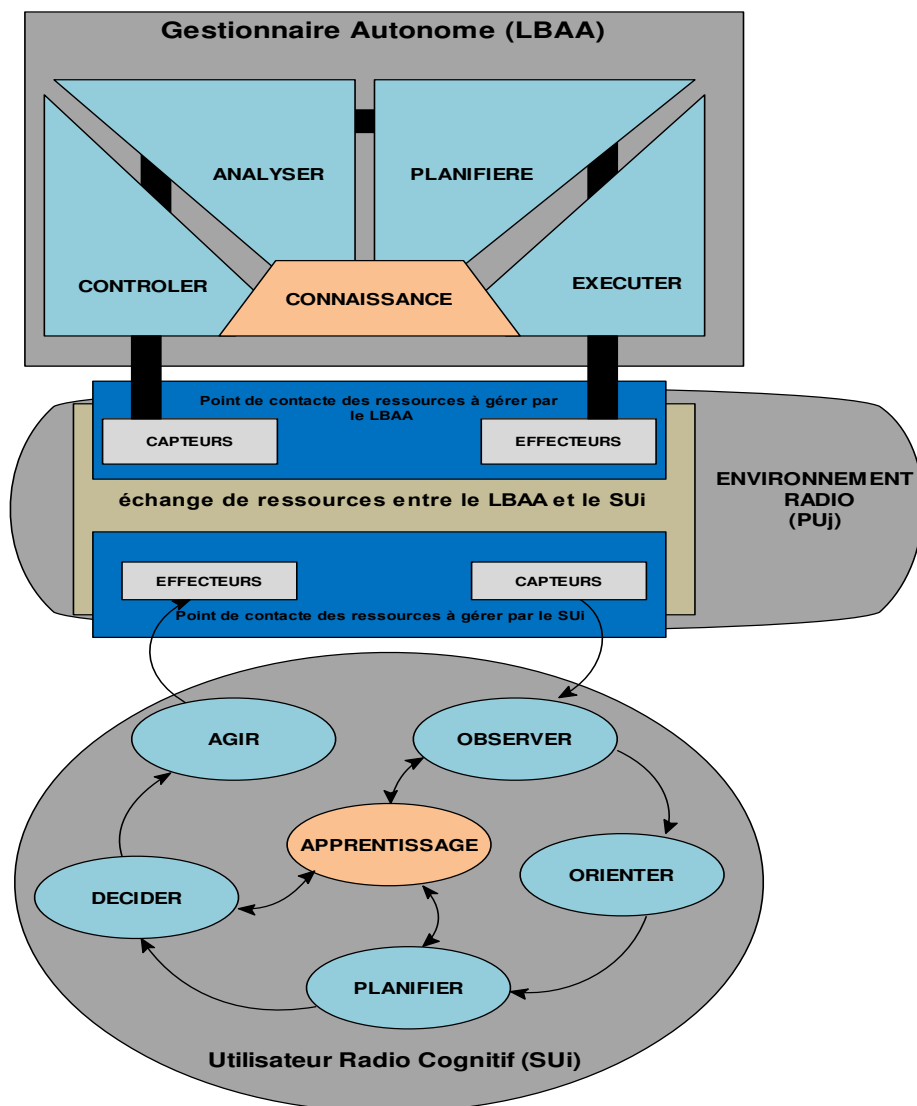 Gestionnaire Autonome (LBAA)
ANALYSER
PLANIFIERE
CONTROLER
EXECUTER
CONNAISSANCE
Point de contacte des ressources à gérer par
le LBAA
CAPTEURS
EFFECTEURS
échange de ressources entre le LBAA et le SUi
ENVIRONNEMENT
RADIO
(PUj)
EFFECTEURS
CAPTEURS
Point de contacte des ressources à gérer par le SUi
AGIR
OBSERVER
APPRENTISSAGE
ORIENTER
DECIDER
PLANIFIER
Utilisateur Radio Cognitif (SUi)